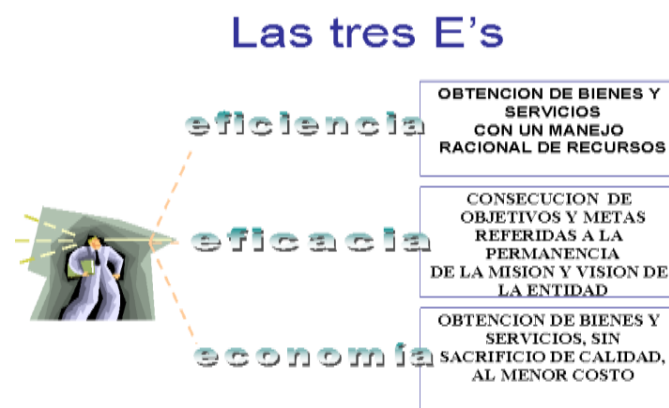 Las tres E's
eficiencia
OBTENCION DE BIENES Y
SERVICIOS
CON UN MANEJO
RACIONAL DE RECURSOS
eficacia
CONSECUCION DE
OBJETIVOS Y METAS
REFERIDAS A LA
PERMANENCIA
DE LA MISION Y VISION DE
LA ENTIDAD
economía
OBTENCION DE BIENES Y
SERVICIOS, SIN
SACRIFICIO DE CALIDAD,
AL MENOR COSTO